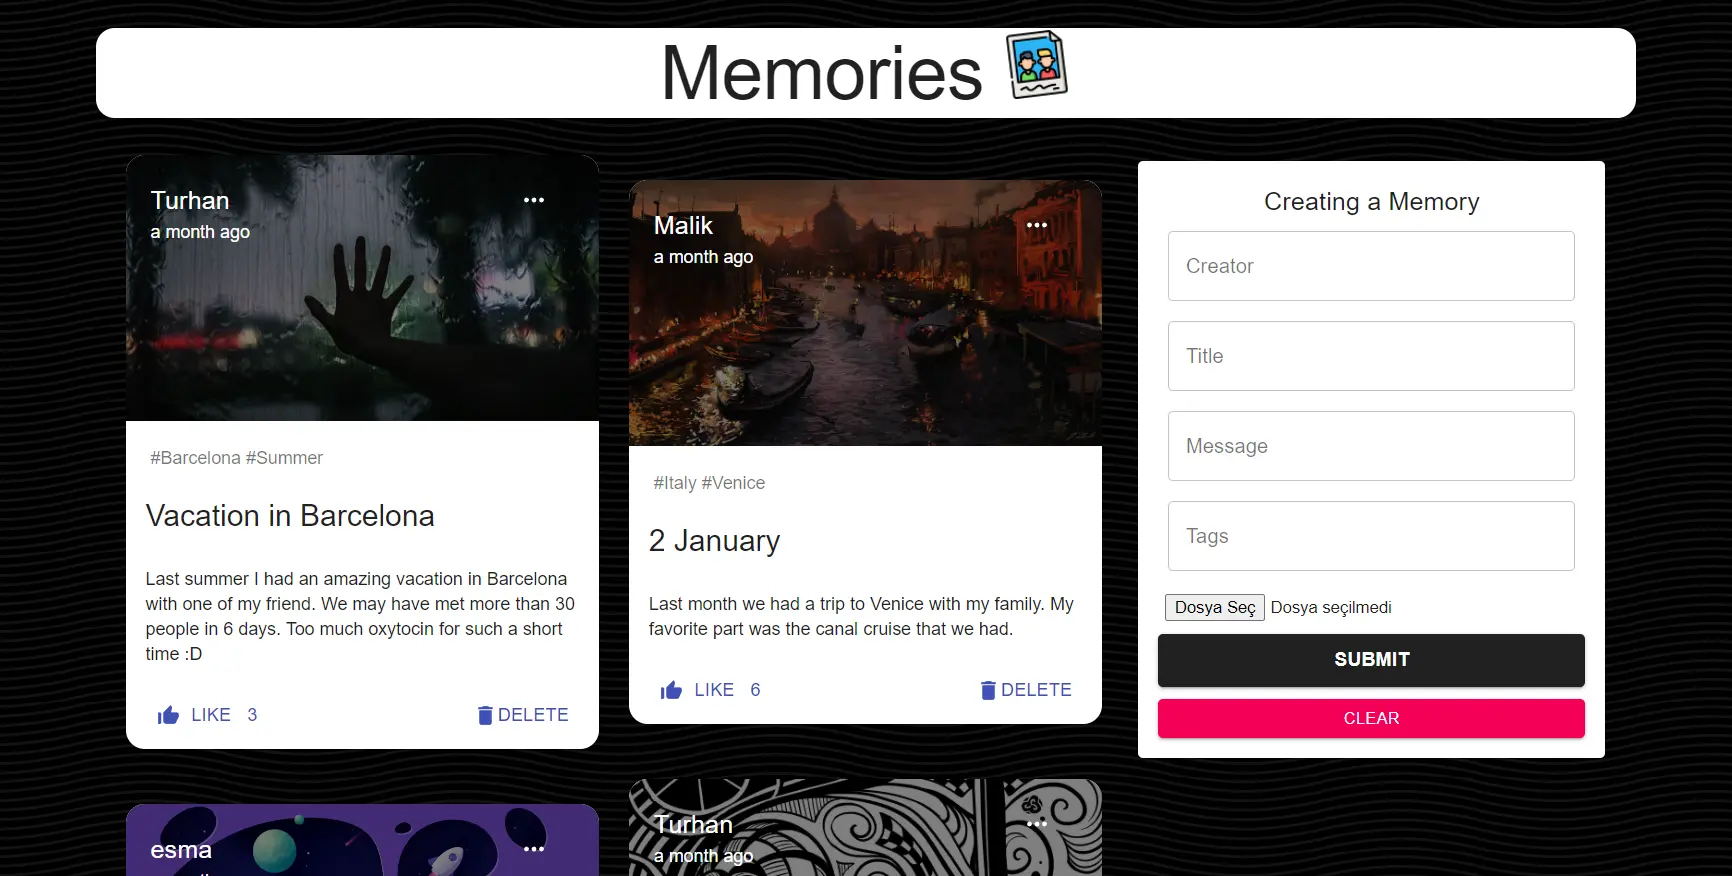 Memories
Turhan
a month ago
#Barcelona #Summer
Vacation in Barcelona
Last summer I had an amazing vacation in Barcelona
with one of my friend. We may have met more than 30
people in 6 days. Too much oxytocin for such a short
time :D
LIKE 3
DELETE
Malik
a month ago
#Italy #Venice
2 January
Last month we had a trip to Venice with my family. My
favorite part was the canal cruise that we had.
LIKE 6
DELETE
Creating a Memory
Creator
Title
Message
Tags
Dosya Seç Dosya seçilmedi
SUBMIT
CLEAR
esma
Turhan
a month ago